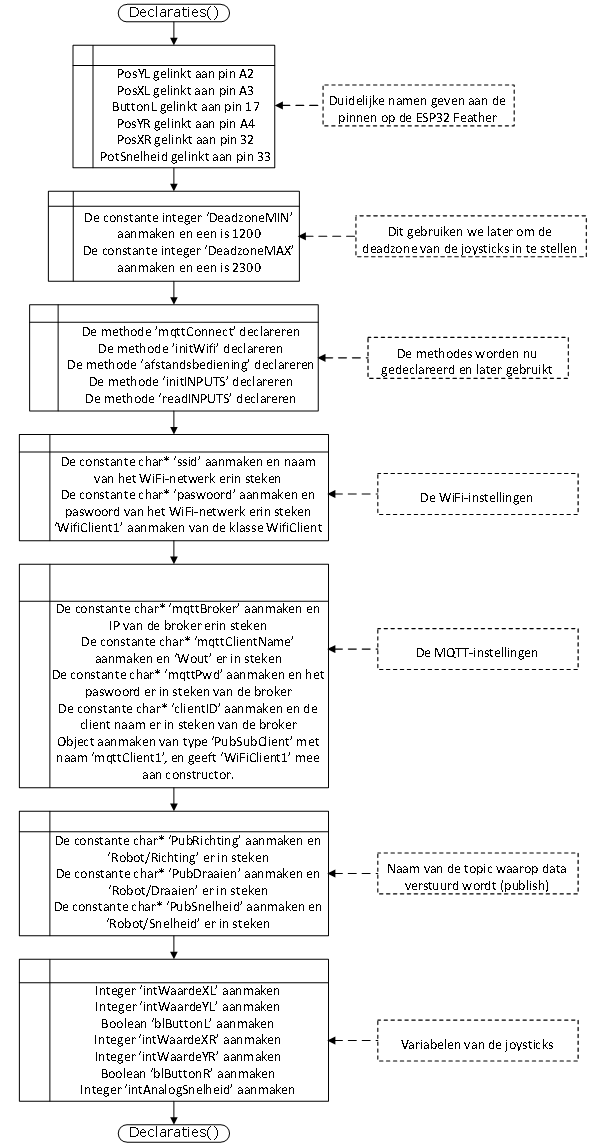 Declaraties()
PosYL gelinkt aan pin A2
PosXL gelinkt aan pin A3
ButtonL gelinkt aan pin 17
PosYR gelinkt aan pin A4
PosXR gelinkt aan pin 32
PotSnelheid gelinkt aan pin 33
Duidelijke namen geven aan de
pinnen op de ESP32 Feather
De constante integer 'DeadzoneMIN'
aanmaken en een is 1200
De constante integer 'DeadzoneMAX'
aanmaken en een is 2300
Dit gebruiken we later om de
deadzone van de joysticks in te stellen
De methode 'mqttConnect' declareren
De methode 'initWifi' declareren
De methode 'afstandsbediening' declareren
De methode 'initINPUTS' declareren
De methode 'readINPUTS' declareren
De methodes worden nu
gedeclareerd en later gebruikt
De constante char* 'ssid' aanmaken en naam
van het WiFi-netwerk erin steken
De constante char* 'paswoord' aanmaken en
paswoord van het WiFi-netwerk erin steken
'WifiClient1' aanmaken van de klasse WifiClient
De WiFi-instellingen
De constante char* 'mqttBroker' aanmaken en
IP van de broker erin steken
De constante char* 'mqttClientName'
aanmaken en 'Wout' er in steken
De constante char* 'mqttPwd' aanmaken en het
paswoord er in steken van de broker
De constante char* 'clientID' aanmaken en de
client naam er in steken van de broker
Object aanmaken van type 'PubSubClient' met
naam 'mqttClient1', en geeft 'WiFiClient1' mee
aan constructor.
De MQTT-instellingen
De constante char* 'PubRichting' aanmaken en
'Robot/Richting' er in steken
De constante char* 'PubDraaien' aanmaken en
'Robot/Draaien' er in steken
De constante char* 'PubSnelheid' aanmaken en
'Robot/Snelheid' er in steken
Naam van de topic waarop data
verstuurd wordt (publish)
Integer 'intWaardeXL' aanmaken
Integer 'intWaardeYL' aanmaken
Boolean 'blButtonL' aanmaken
Integer 'intWaardeXR' aanmaken
Integer 'intWaardeYR' aanmaken
Boolean 'blButtonR' aanmaken
Integer 'intAnalogSnelheid' aanmaken
Variabelen van de joysticks
Declaraties()